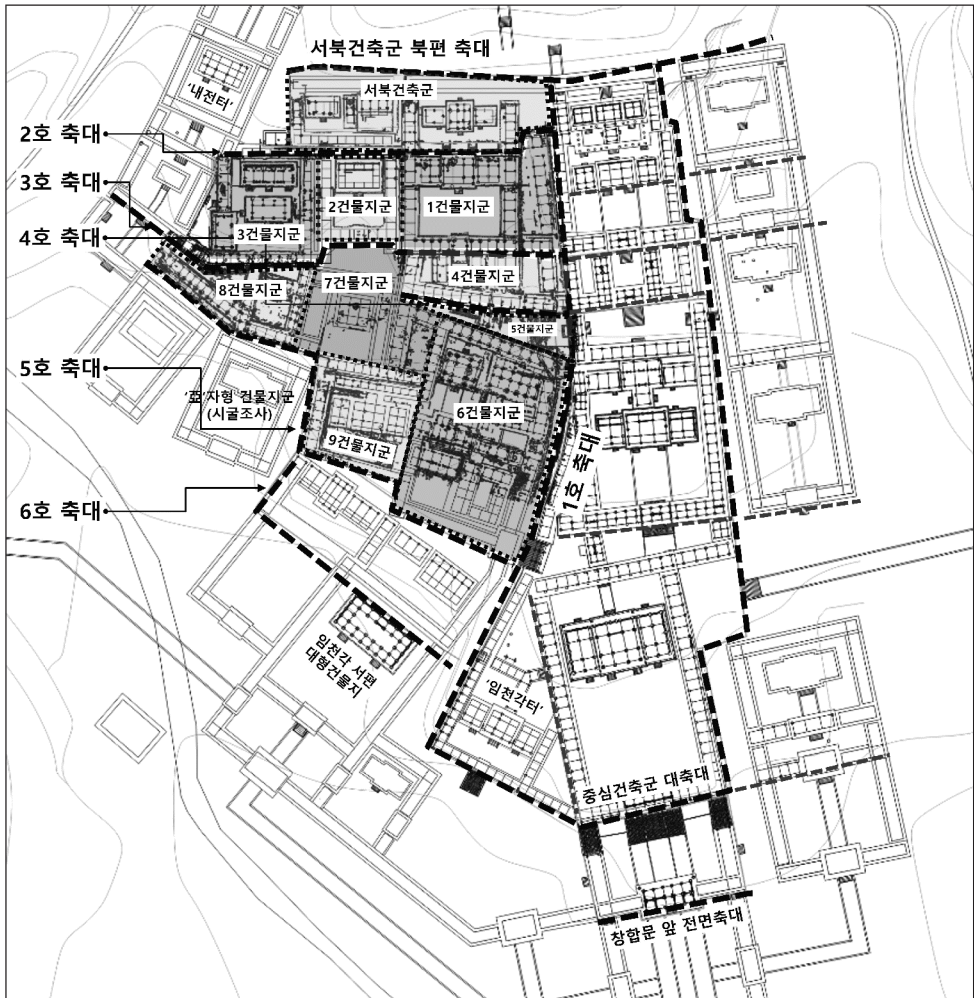 서북건축군 북편 축대
'내전터'
서북건축군
2호 축대
3호 축대
4호 축대
2건물지군
1건물지군
3건물지군
7건물지군
4건물지군
8건물지군
5건물지군
5호 축대
'亞'자형 건물지군
(시굴조사)
6건물지군
9건물지군
1호 축대
6호 축대
임천각 서편
대형건물지
'임천각터'
중심건축군 대축대
창합문 앞 전면축대